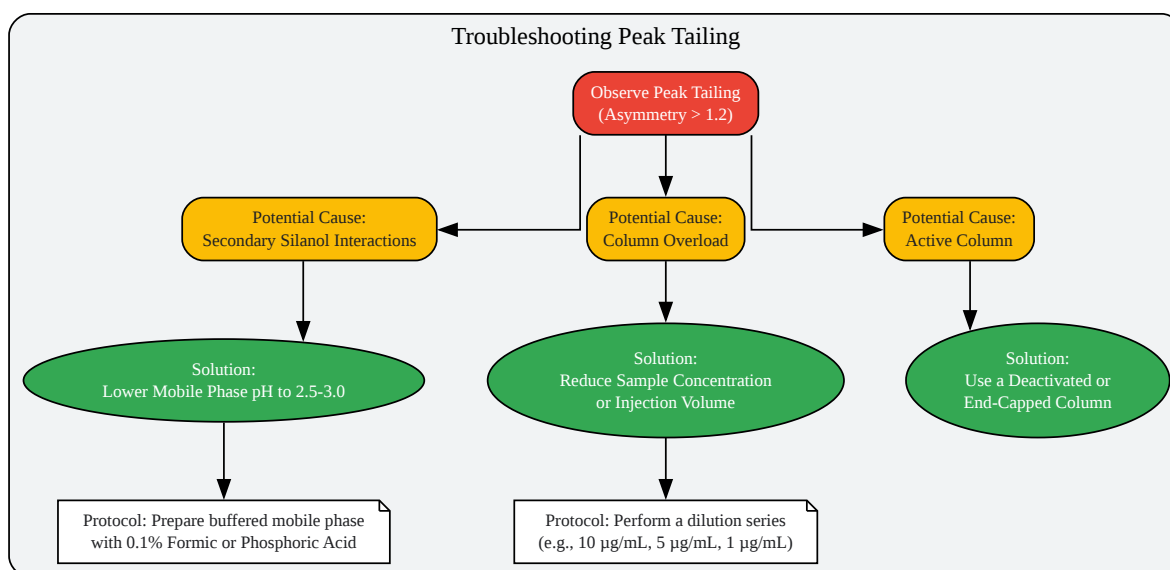 Troubleshooting Peak Tailing
Observe Peak Tailing
(Asymmetry > 1.2)
Potential Cause:
Secondary Silanol Interactions
Potential Cause:
Column Overload
Potential Cause:
Active Column
Solution:
Lower Mobile Phase pH to 2.5-3.0
Solution:
Reduce Sample Concentration
or Injection Volume
Solution:
Use a Deactivated or
End-Capped Column
Protocol: Prepare buffered mobile phase
with 0.1% Formic or Phosphoric Acid
Protocol: Perform a dilution series
(e.g., 10 µg/mL, 5 µg/mL, 1 µg/mL)